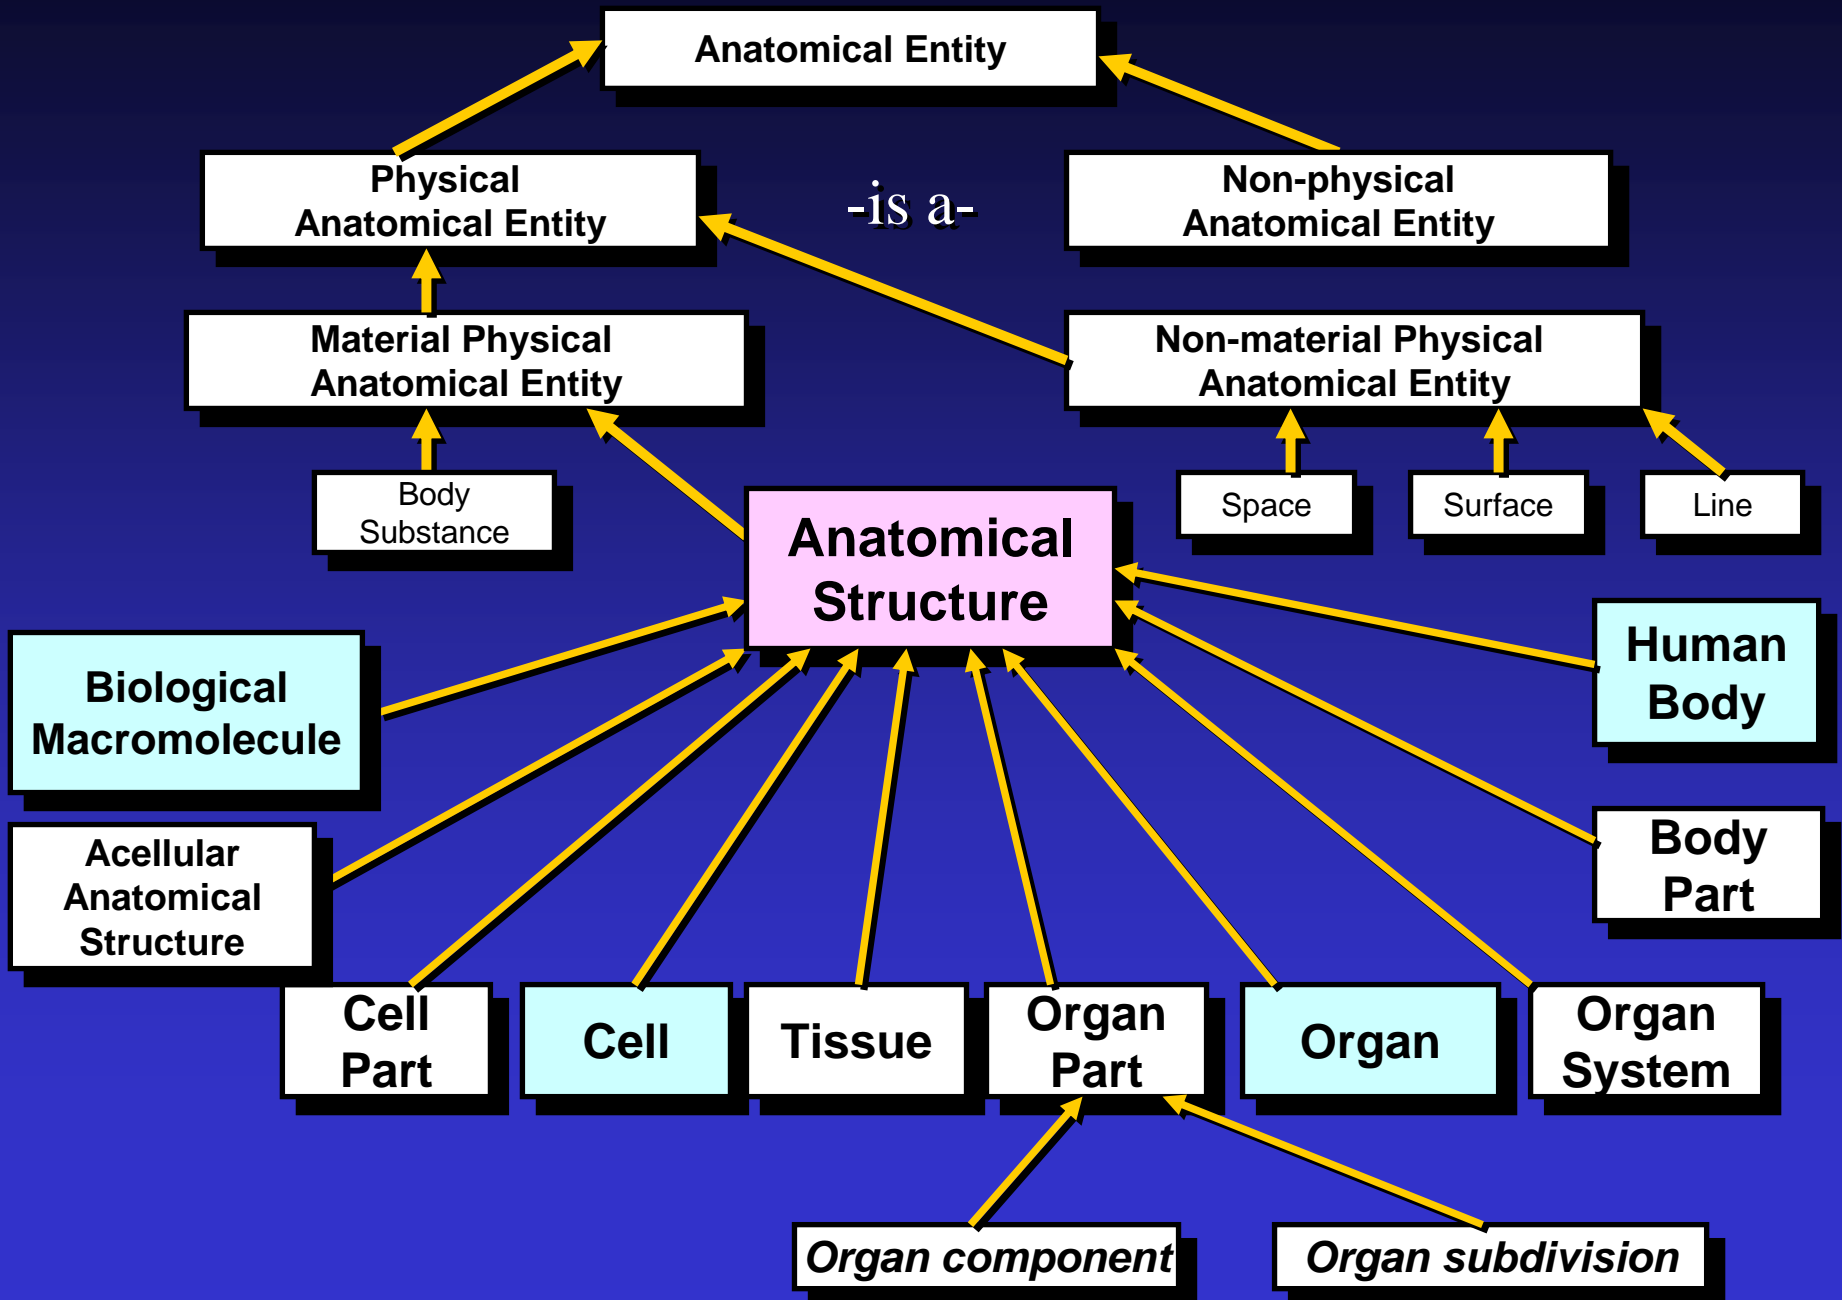 Anatomical Entity
Physical
Anatomical Entity
-is a-
Non-physical
Anatomical Entity
Material Physical
Anatomical Entity
Non-material Physical
Anatomical Entity
Body
Substance
Space
Surface
Line
Anatomical
Structure
Biological
Macromolecule
Human
Body
Acellular
Anatomical
Structure
Body
Part
Cell
Part
Cell
Tissue
Organ
Part
Organ
Organ
System
Organ component
Organ subdivision